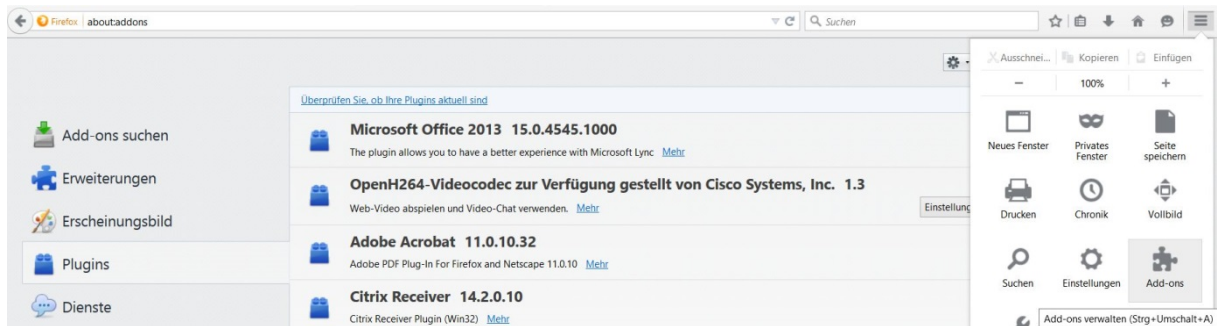 Firefox about:addons
Suchen
Ausschnei... Kopieren Einfügen
− 100% +
Neues Fenster Privates Fenster Seite speichern
Drucken Chronik Vollbild
Suchen Einstellungen Add-ons
Add-ons verwalten (Strg+Umschalt+A)
Add-ons suchen
Erweiterungen
Erscheinungsbild
Plugins
Dienste
Überprüfen Sie, ob Ihre Plugins aktuell sind
Microsoft Office 2013 15.0.4545.1000
The plugin allows you to have a better experience with Microsoft Lync Mehr
OpenH264-Videocodec zur Verfügung gestellt von Cisco Systems, Inc. 1.3
Web-Video abspielen und Video-Chat verwenden. Mehr
Einstellung
Adobe Acrobat 11.0.10.32
Adobe PDF Plug-In For Firefox and Netscape 11.0.10 Mehr
Citrix Receiver 14.2.0.10
Citrix Receiver Plugin (Win32) Mehr